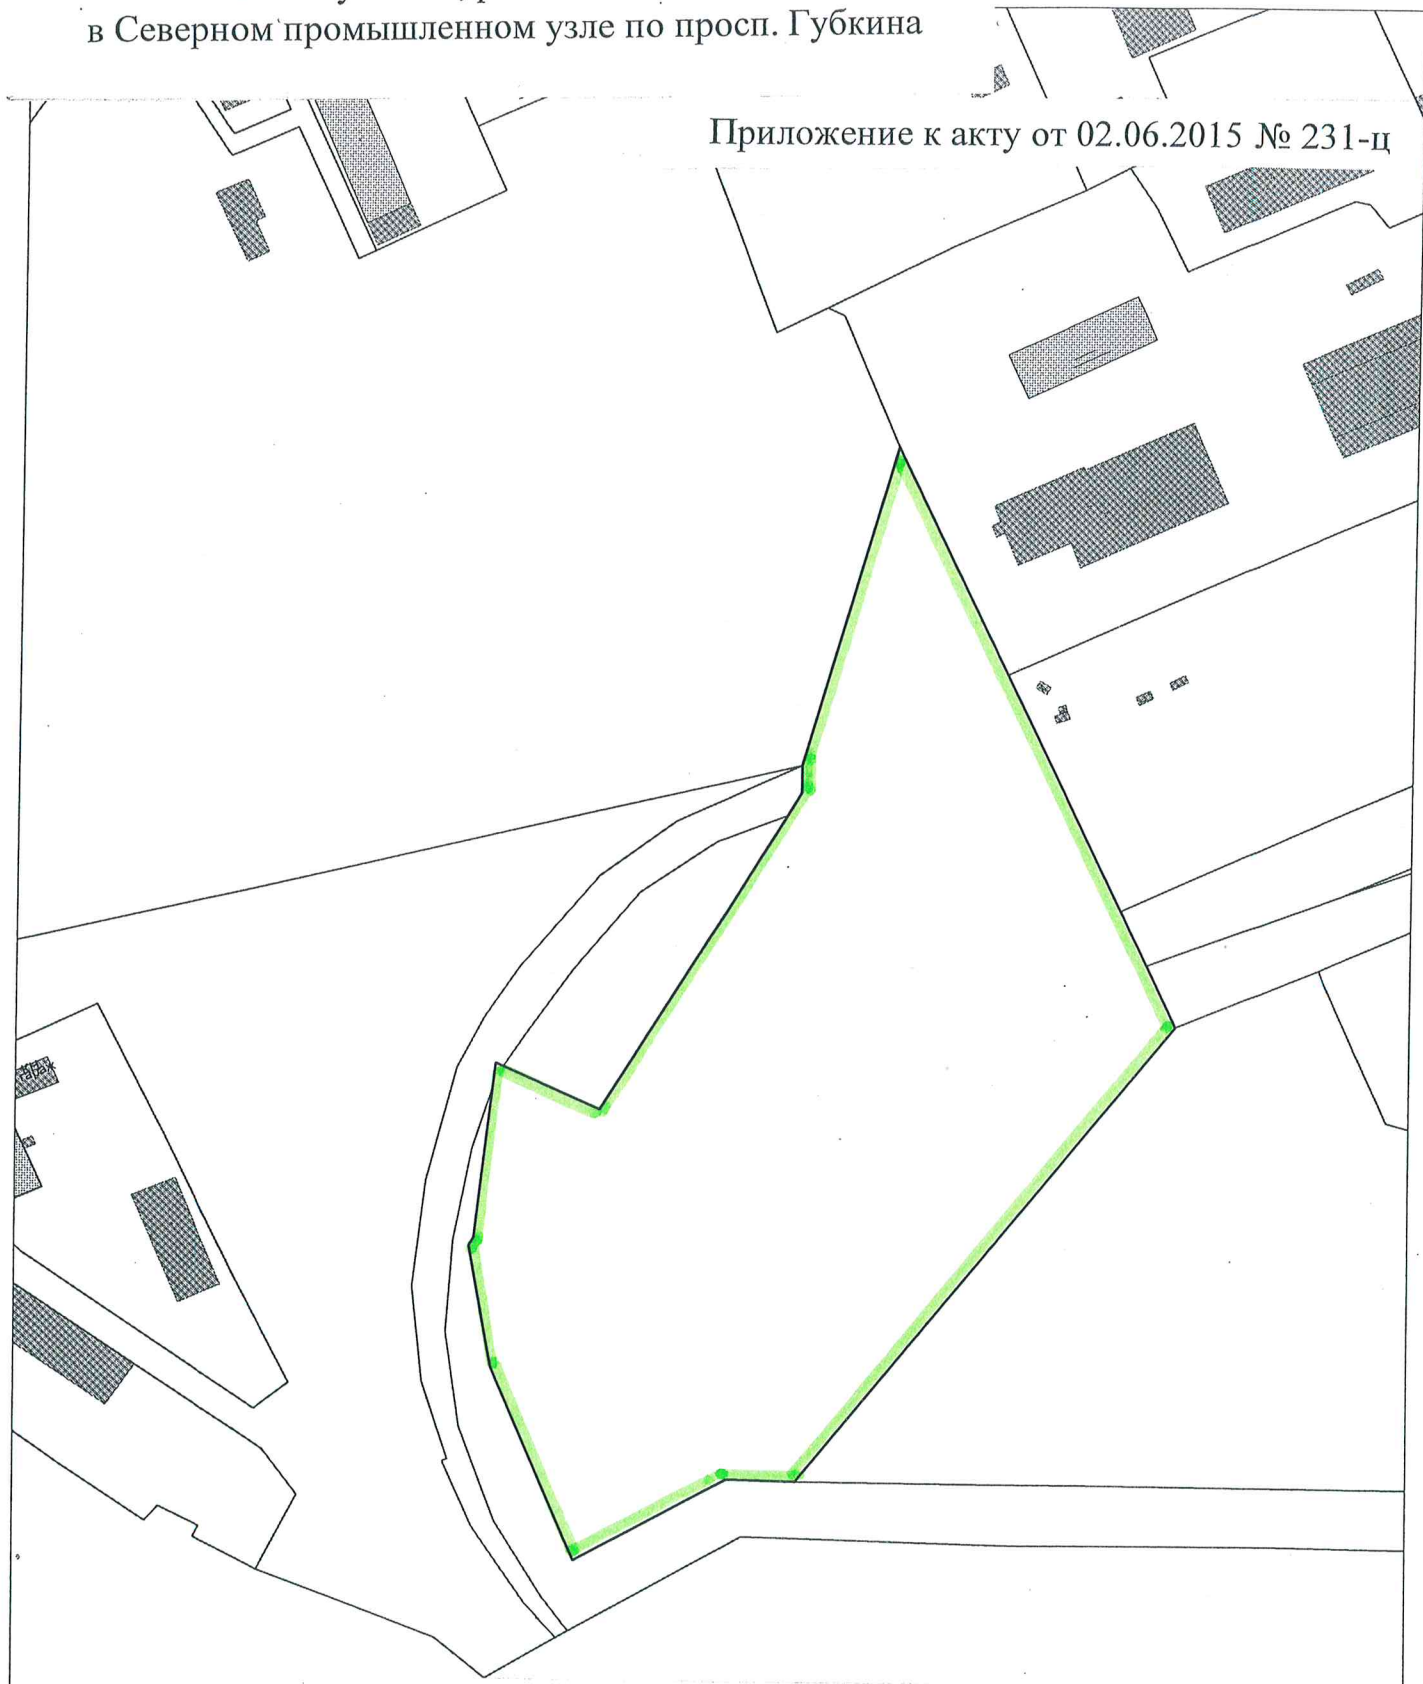 в Северном промышленном узле по просп. Губкина
Приложение к акту от 02.06.2015 № 231-ц